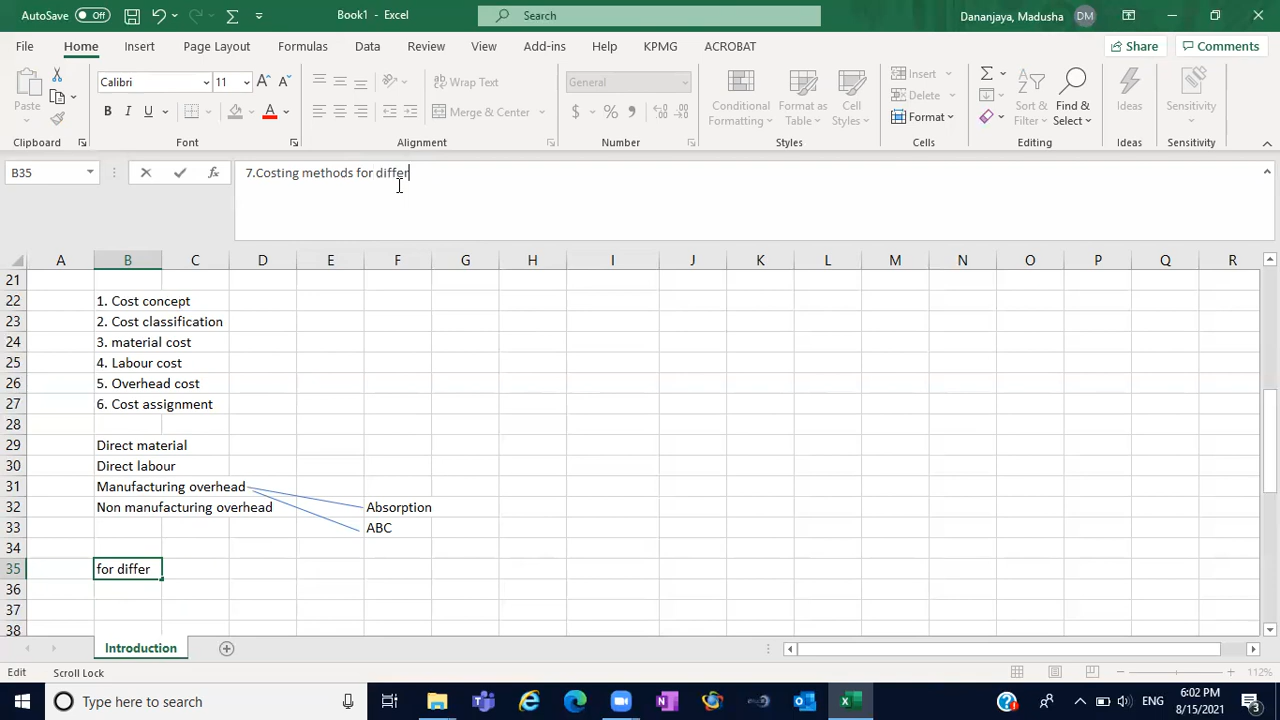 AutoSave Off Book1 - Excel Search Dananjaya, Madusha DM
File Home Insert Page Layout Formulas Data Review View Add-ins Help KPMG ACROBAT Share Comments
Paste Calibri 11 Wrap Text General Conditional Formatting Format as Table Cell Styles Insert Sort & Filter Find & Select Ideas Sensitivity
B I U A Merge & Center $ % Delete
Format
Clipboard Font Alignment Number Styles Cells Editing Ideas Sensitivity
B35 fx 7.Costing methods for differ
A B C D E F G H I J K L M N O P Q R
21
22 1. Cost concept
23 2. Cost classification
24 3. material cost
25 4. Labour cost
26 5. Overhead cost
27 6. Cost assignment
28
29 Direct material
30 Direct labour
31 Manufacturing overhead
32 Non manufacturing overhead Absorption
33 ABC
34
35 for differ
36
37
38
Introduction
Edit Scroll Lock 112%
Type here to search ENG 6:02 PM
8/15/2021 3